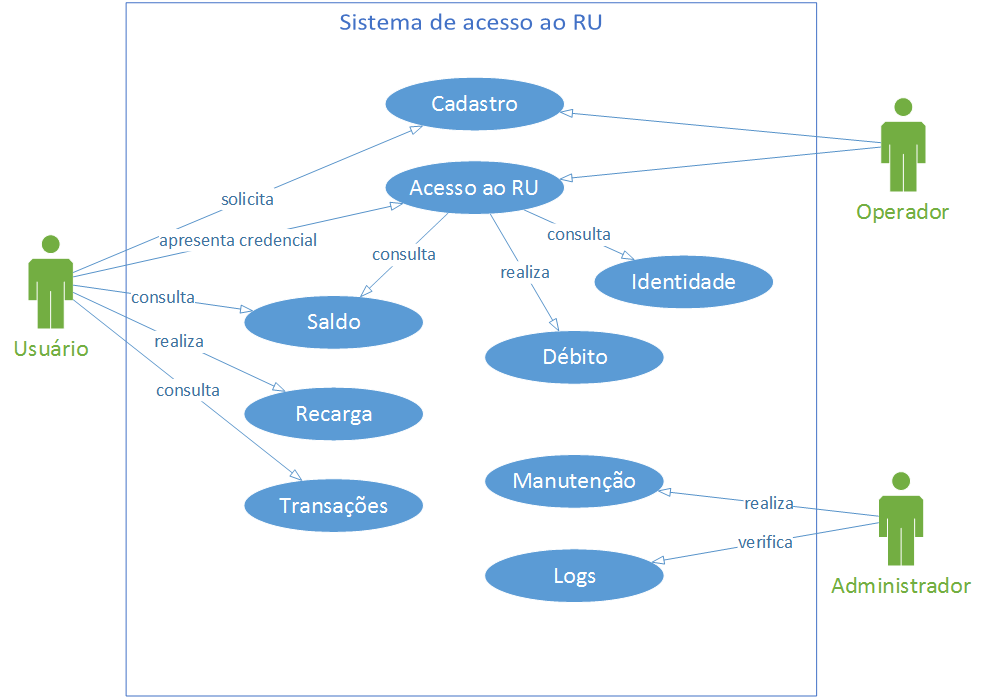 Sistema de acesso ao RU
Cadastro
Acesso ao RU
Operador
solicita
apresenta credencial
consulta
consulta
realiza
Identidade
consulta
Saldo
Usuário
realiza
Débito
consulta
Recarga
Transações
Manutenção
realiza
verifica
Logs
Administrador